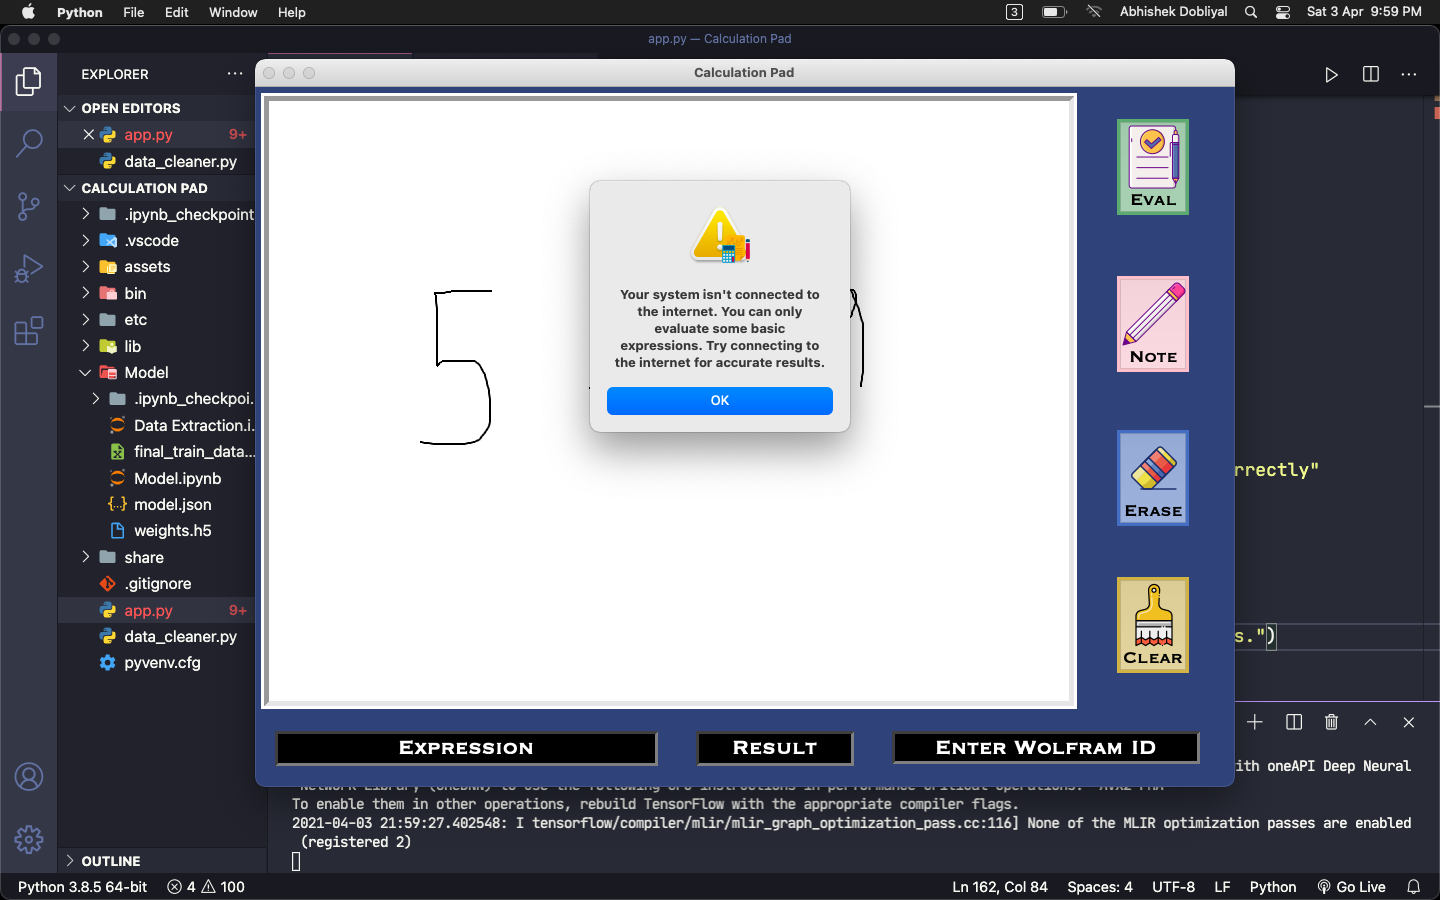 Python File Edit Window Help 3 Abhishek Dobliyal Sat 3 Apr 9:59 PM
app.py — Calculation Pad
EXPLORER
Calculation Pad
OPEN EDITORS
app.py 9+
data_cleaner.py
CALCULATION PAD
.ipynb_checkpoint
.vscode
assets
bin
etc
lib
Model
.ipynb_checkpoi.
Data Extraction.i.
final_train_data...
Model.ipynb
model.json
weights.h5
share
.gitignore
app.py 9+
data_cleaner.py
pyvenv.cfg
OUTLINE
5
Your system isn't connected to
the internet. You can only
evaluate some basic
expressions. Try connecting to
the internet for accurate results.
OK
EVAL
NOTE
ERASE
CLEAR
rrectly"
s.")
EXPRESSION
RESULT
ENTER WOLFRAM ID
ith oneAPI Deep Neural
To enable them in other operations, rebuild TensorFlow with the appropriate compiler flags.
2021-04-03 21:59:27.402548: I tensorflow/compiler/mlir/mlir_graph_optimization_pass.cc:116] None of the MLIR optimization passes are enabled
(registered 2)
Python 3.8.5 64-bit 4 100 Ln 162, Col 84 Spaces: 4 UTF-8 LF Python Go Live